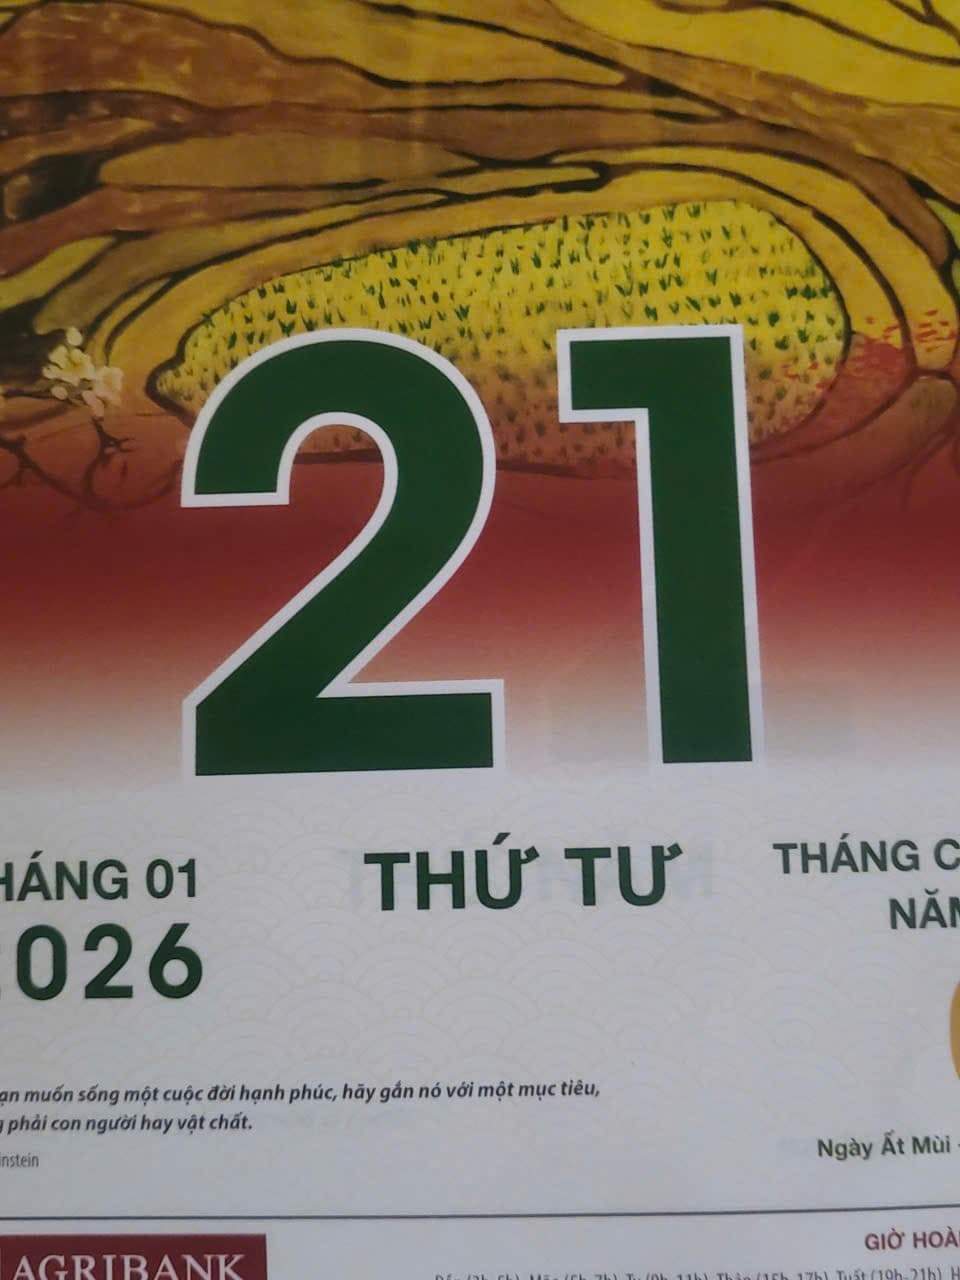 21
HÁNG 01
2026
THỨ TƯ
THÁNG C
NĂM
ạn muốn sống một cuộc đời hạnh phúc, hãy gắn nó với một mục tiêu,
phải con người hay vật chất.
instein
Ngày Ất Mùi -
AGRIBANK
GIỜ HOÀ